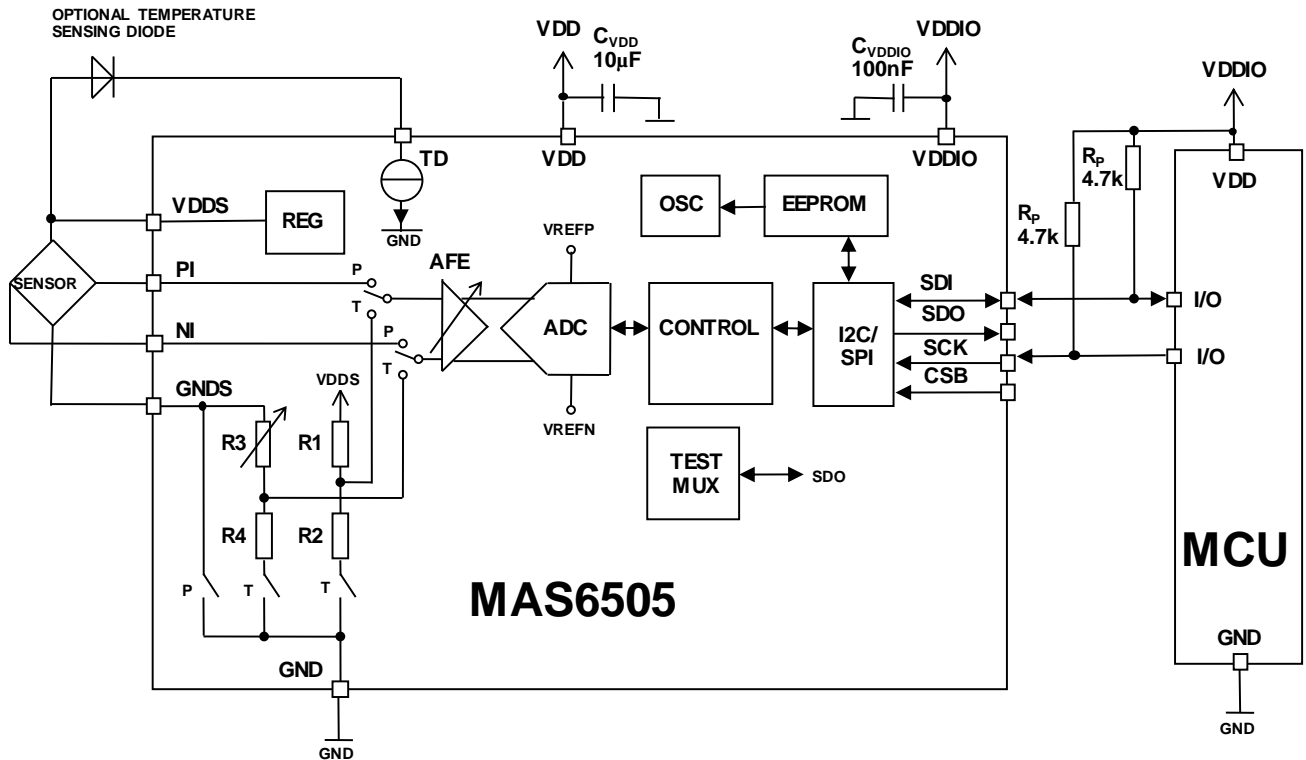 OPTIONAL TEMPERATURE
SENSING DIODE
VDD
CVDD
10µF
CVDDIO
100nF
VDDIO
VDDIO
TD
VDD
VDDIO
RP
4.7k
VDD
VDDS
REG
GND
OSC
EEPROM
RP
4.7k
VREFP
SENSOR
PI
P
T
AFE
ADC
CONTROL
I2C/
SPI
SDI
SDO
SCK
CSB
I/O
I/O
NI
P
T
GNDS
VDDS
VREFN
R3
R1
TEST
MUX
SDO
R4
R2
MCU
P
T
T
MAS6505
GND
GND
GND
GND